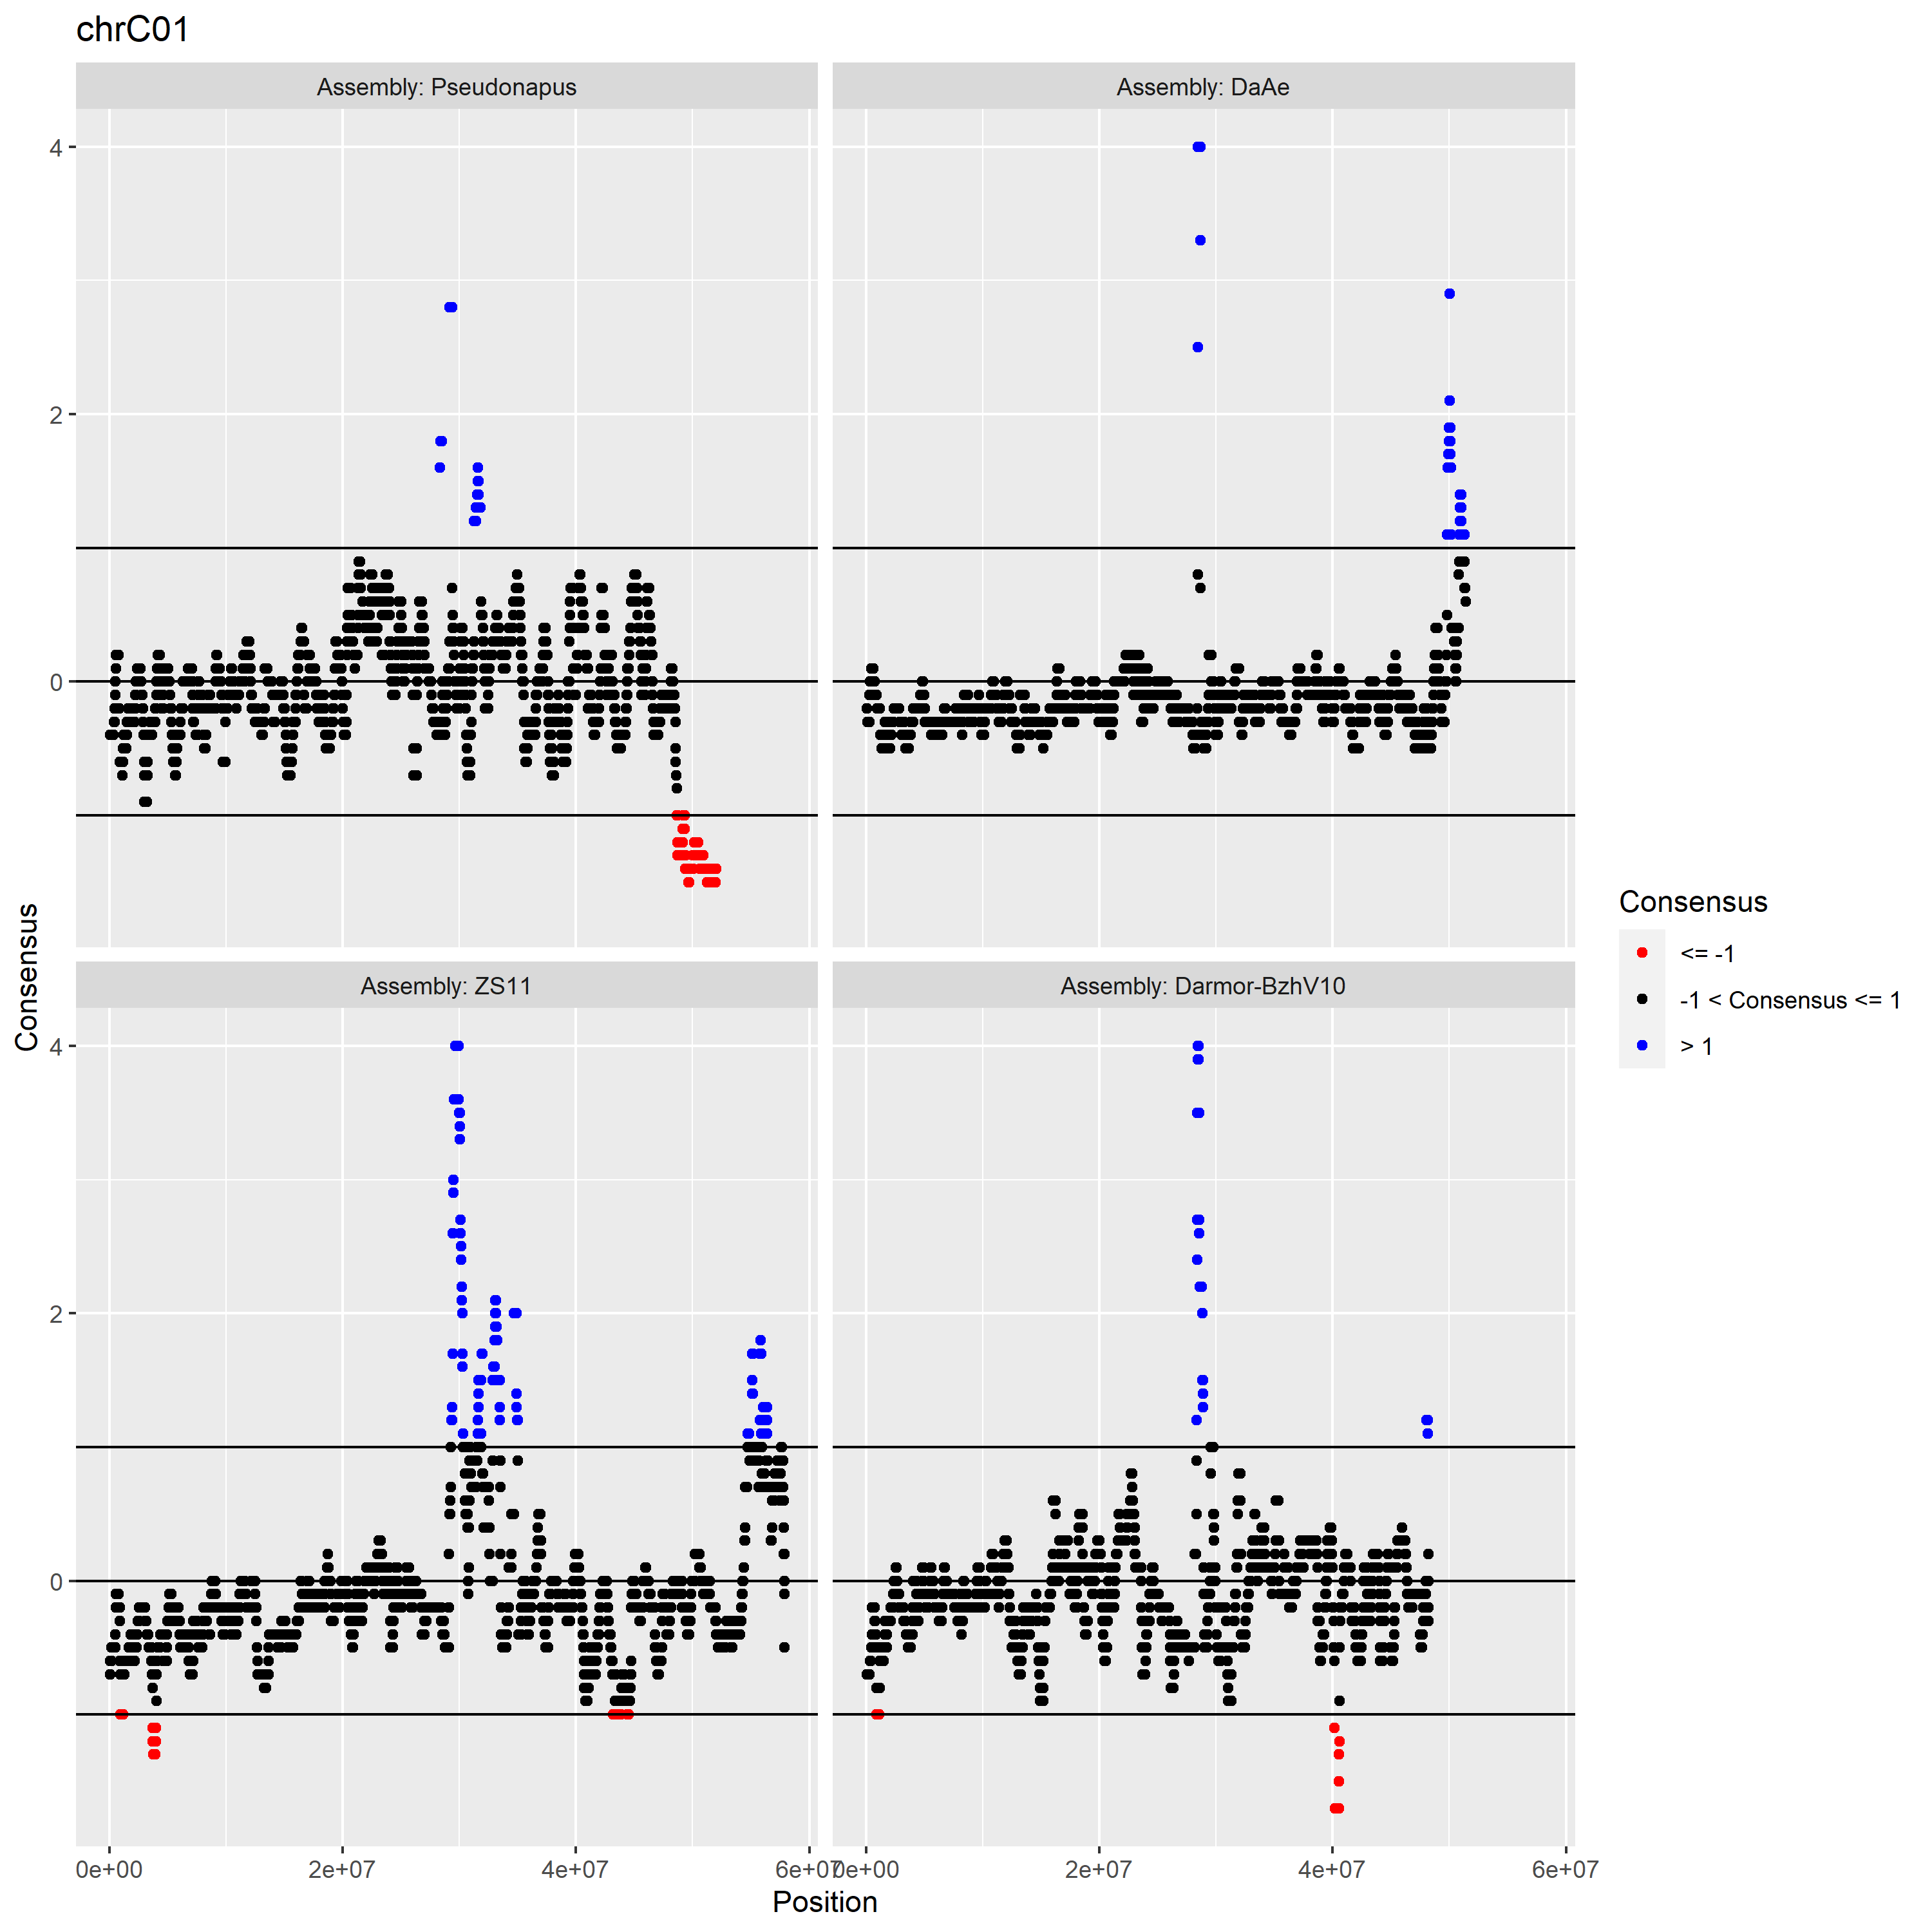 chrC01
Assembly: Pseudonapus
Assembly: DaAe
4
2
0
Assembly: ZS11
Assembly: Darmor-BzhV10
4
2
0
0e+00
2e+07
4e+07
6e+07
0e+00
2e+07
4e+07
6e+07
Position
Consensus
Consensus
<= -1
-1 < Consensus <= 1
> 1